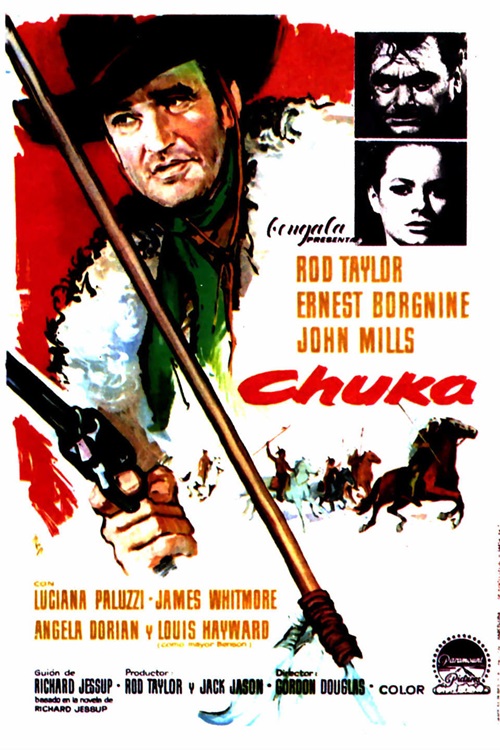 Bengala
PRESENTA
ROD TAYLOR
ERNEST BORGNINE
JOHN MILLS
CHUKA
CON
LUCIANA PALUZZI - JAMES WHITMORE
ANGELA DORIAN Y LOUIS HAYWARD
(como mayor Benson)
Guión de
RICHARD JESSUP
basado en la novela de
RICHARD JESSUP
Productor
ROD TAYLOR Y JACK JASON
Director:
GORDON DOUGLAS
COLOR
Paramount